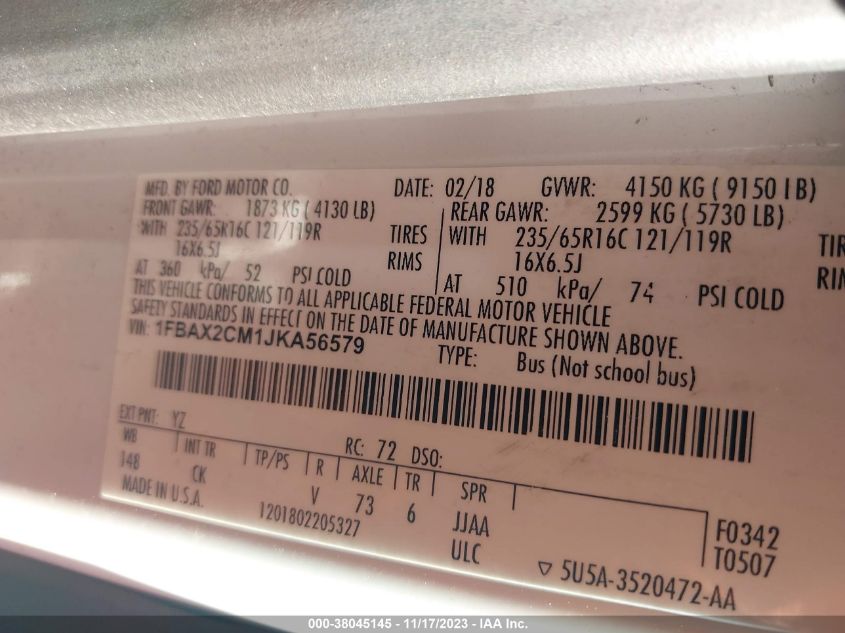 MFD. BY FORD MOTOR CO. DATE: 02/18 GVWR: 4150 KG ( 9150 LB)
FRONT GAWR: 1873 KG ( 4130 LB) REAR GAWR: 2599 KG ( 5730 LB)
WITH 235/65R16C 121/119R TIRES WITH 235/65R16C 121/119R TIR
16X6.5J RIMS 16X6.5J RIM
AT 360 kPa/ 52 PSI COLD AT 510 kPa/ 74 PSI COLD
THIS VEHICLE CONFORMS TO ALL APPLICABLE FEDERAL MOTOR VEHICLE
SAFETY STANDARDS IN EFFECT ON THE DATE OF MANUFACTURE SHOWN ABOVE.
VIN: 1FBAX2CM1JKA56579 TYPE: Bus (Not school bus)
EXT PNT: YZ RC: 72 DSO:
WB INT TR TP/PS R AXLE TR SPR
148 CK V 73 6 JJAA F0342
MADE IN U.S.A. 1201802205327 ULC T0507
▽ 5U5A-3520472-AA
000-38045145 - 11/17/2023 - IAA Inc.